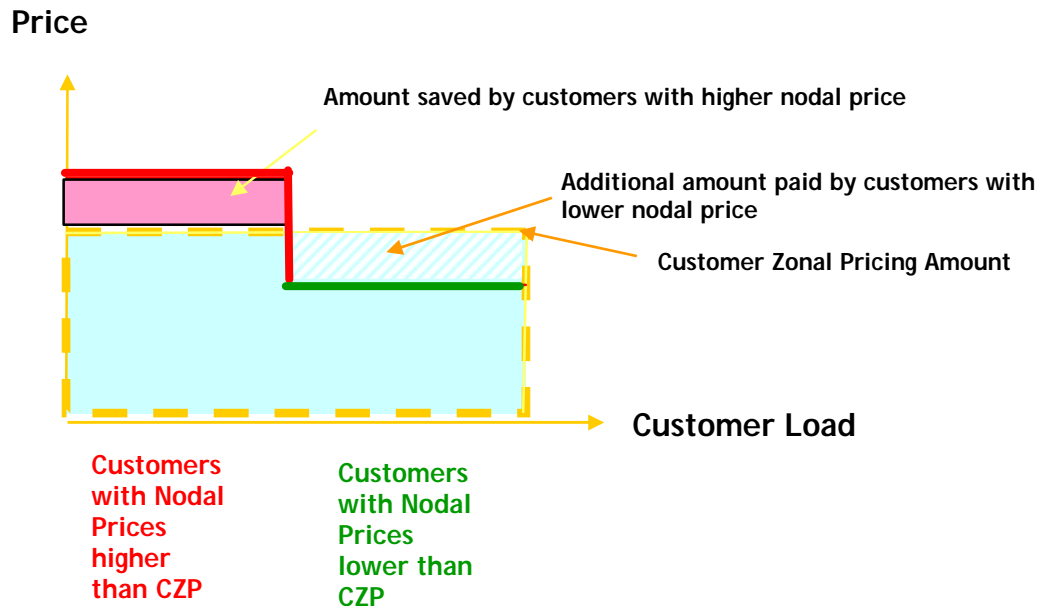 Price
Amount saved by customers with higher nodal price
Additional amount paid by customers with
lower nodal price
Customer Zonal Pricing Amount
Customer Load
Customers
with Nodal
Prices
higher
than CZP
Customers
with Nodal
Prices
lower than
CZP